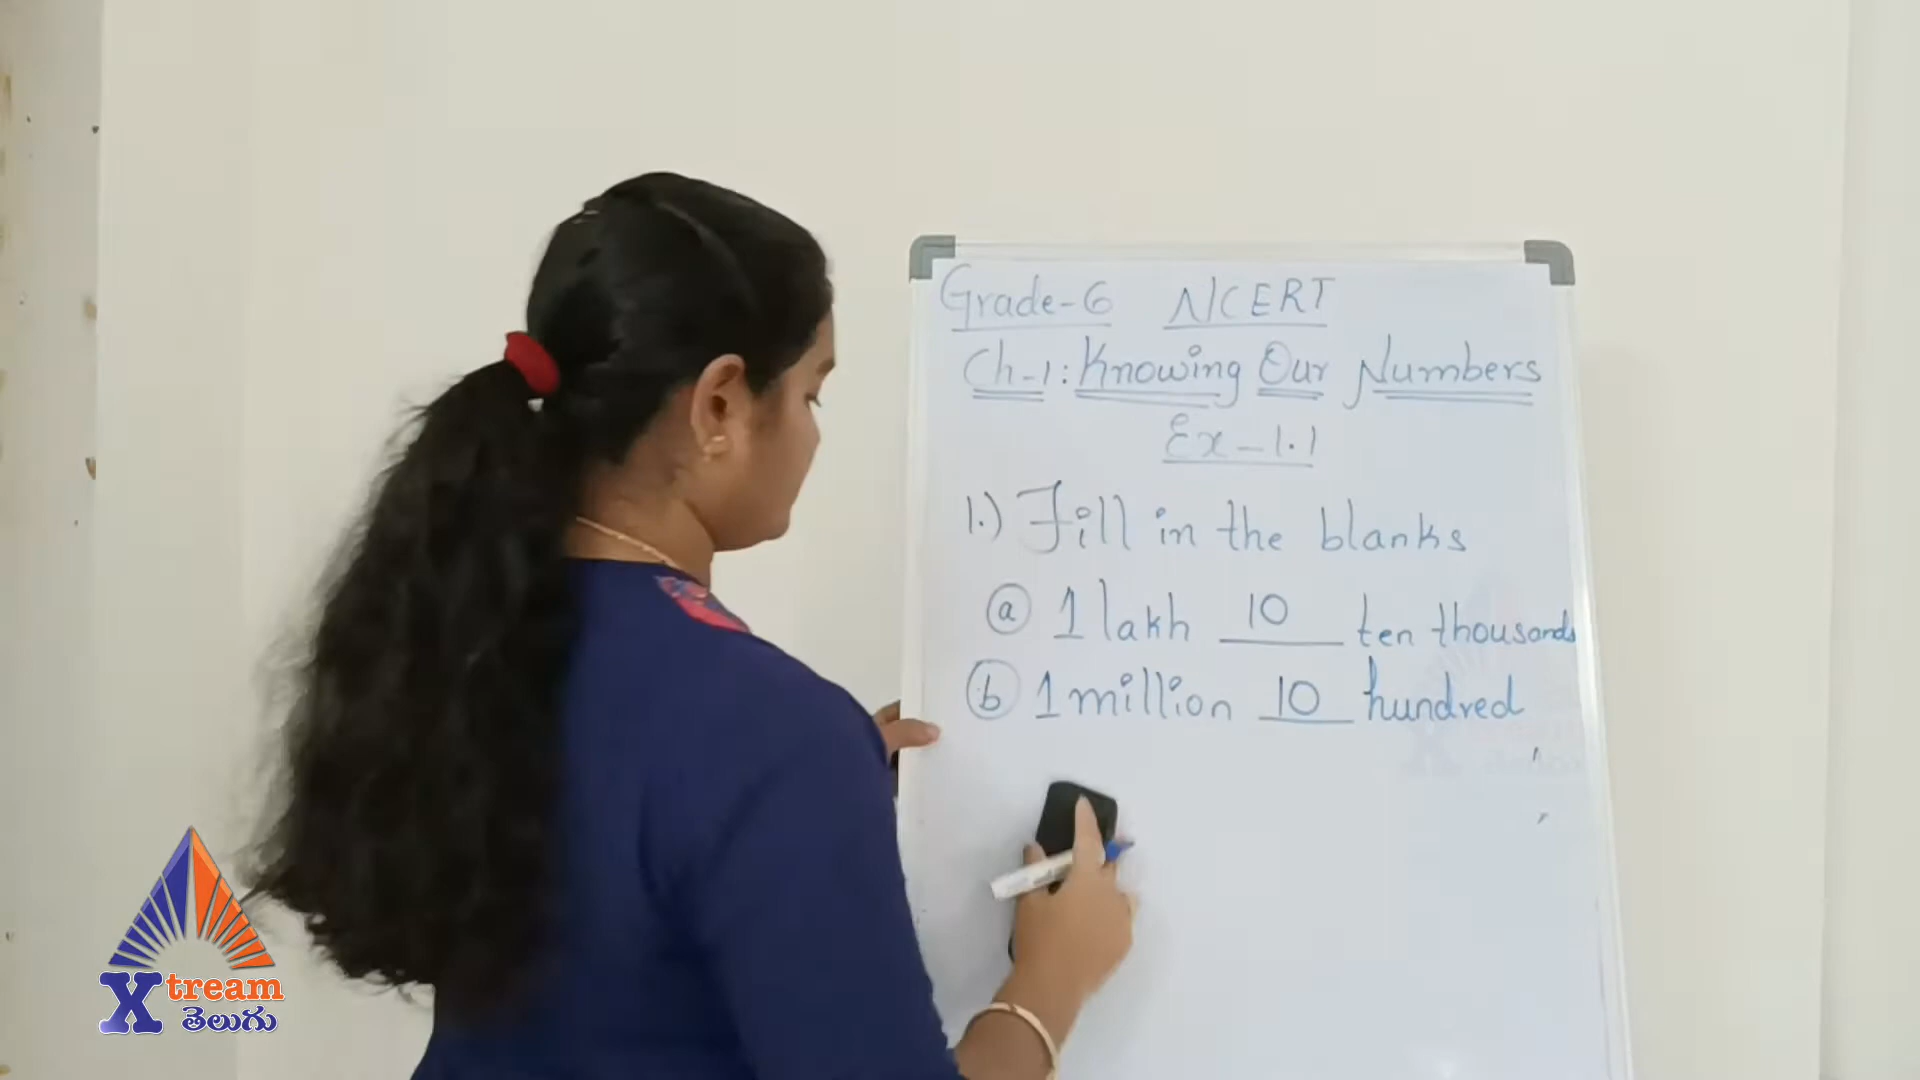 Grade-6 NCERT
Ch-1: Knowing Our Numbers
Ex-1.1
1.) Fill in the blanks
a 1 lakh 10 ten thousands
b 1 million 10 hundred
Xtream
తెలుగు